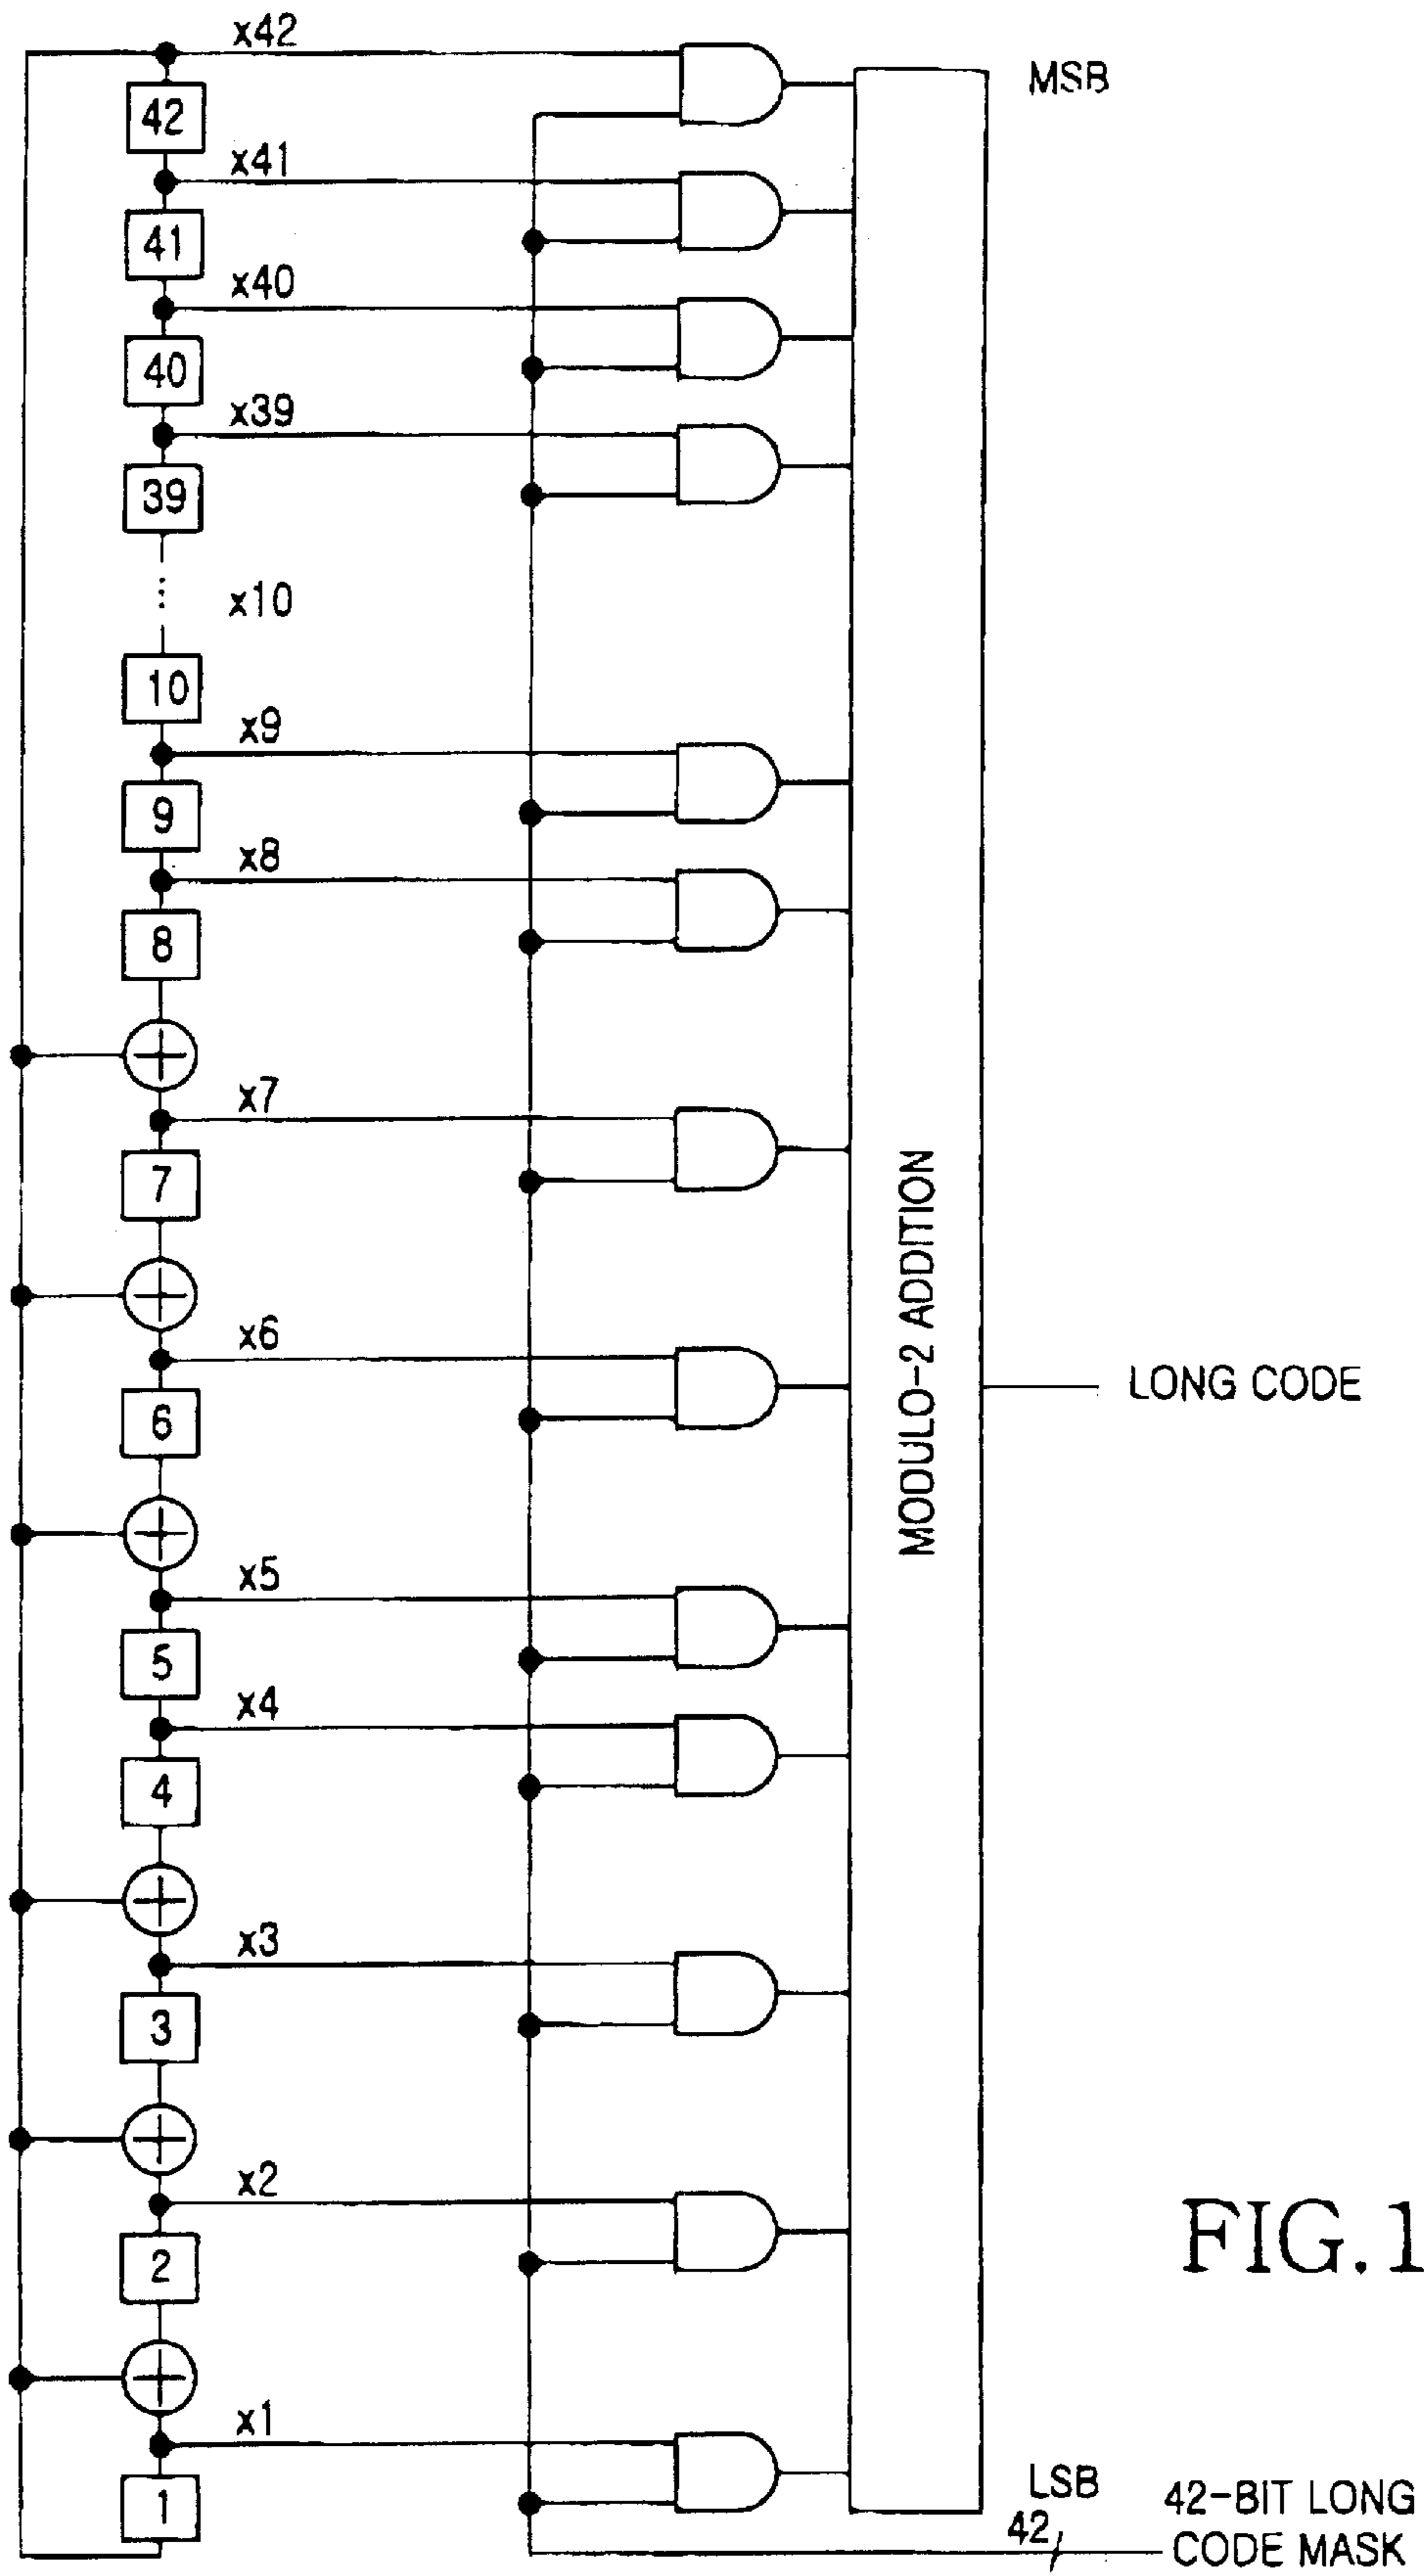 x42
MSB
42
x41
41
x40
40
x39
39
x10
10
x9
9
x8
8
x7
7
MODULO-2 ADDITION
x6
LONG CODE
6
x5
5
x4
4
x3
3
x2
FIG.1
2
x1
LSB
1
42-BIT LONG
42
CODE MASK